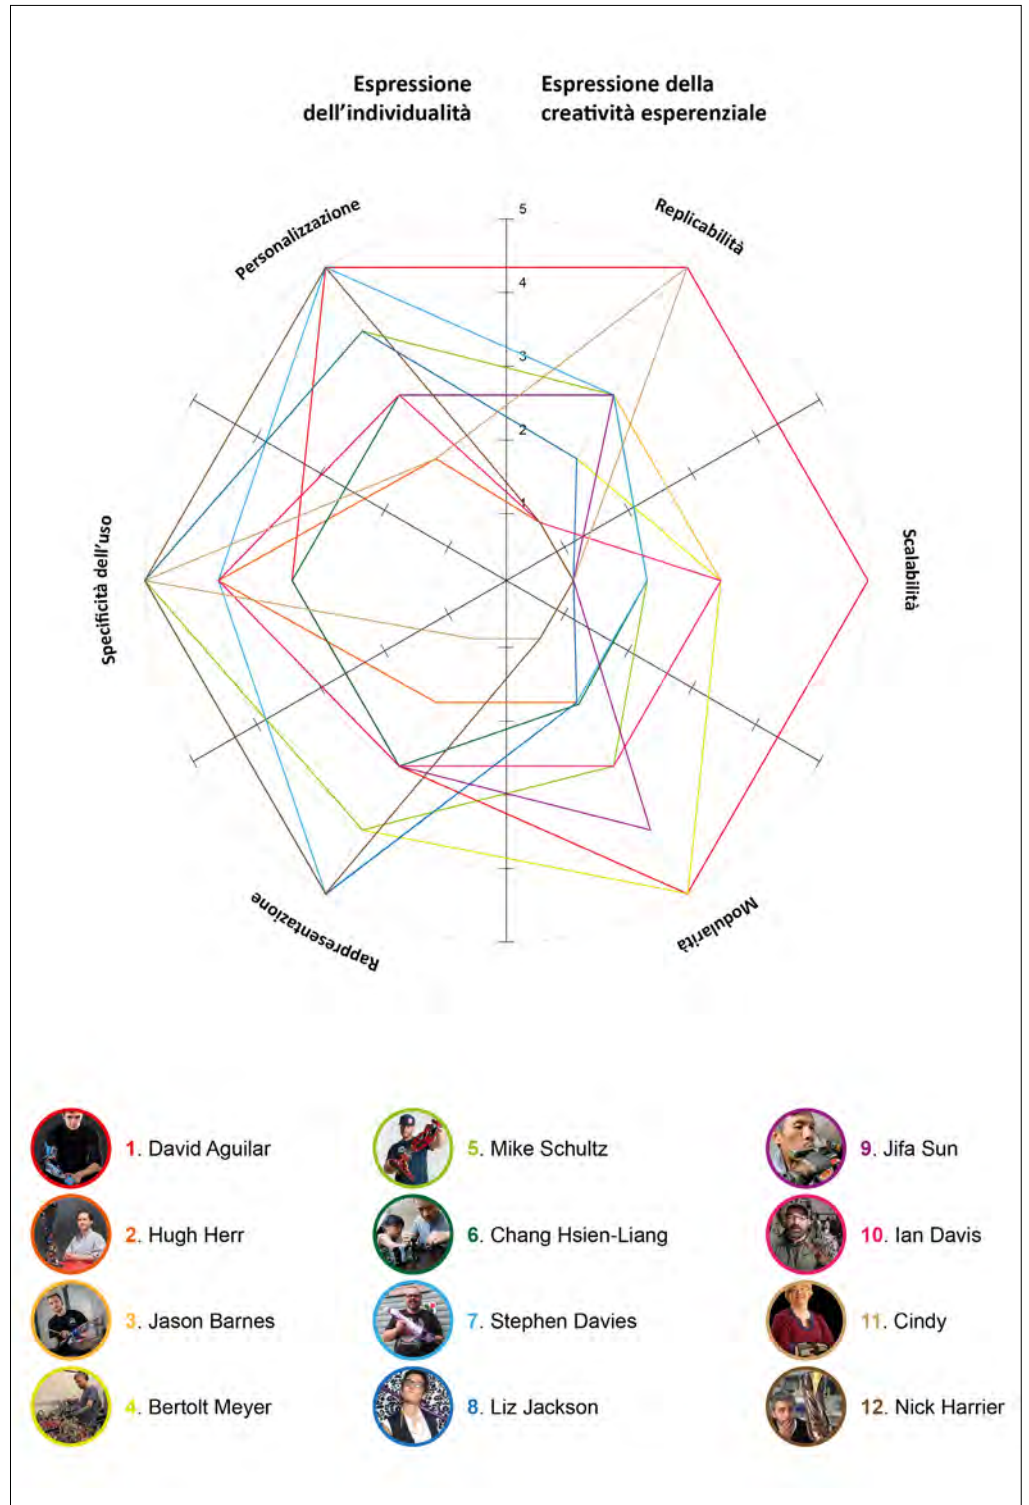 Espressione
dell'individualità
Espressione della
creatività esperenziale
Personalizzazione
Replicabilità
5
4
3
2
1
Specificità dell'uso
Scalabilità
Rappresentazione
Modularità
1. David Aguilar
2. Hugh Herr
3. Jason Barnes
4. Bertolt Meyer
5. Mike Schultz
6. Chang Hsien-Liang
7. Stephen Davies
8. Liz Jackson
9. Jifa Sun
10. Ian Davis
11. Cindy
12. Nick Harrier